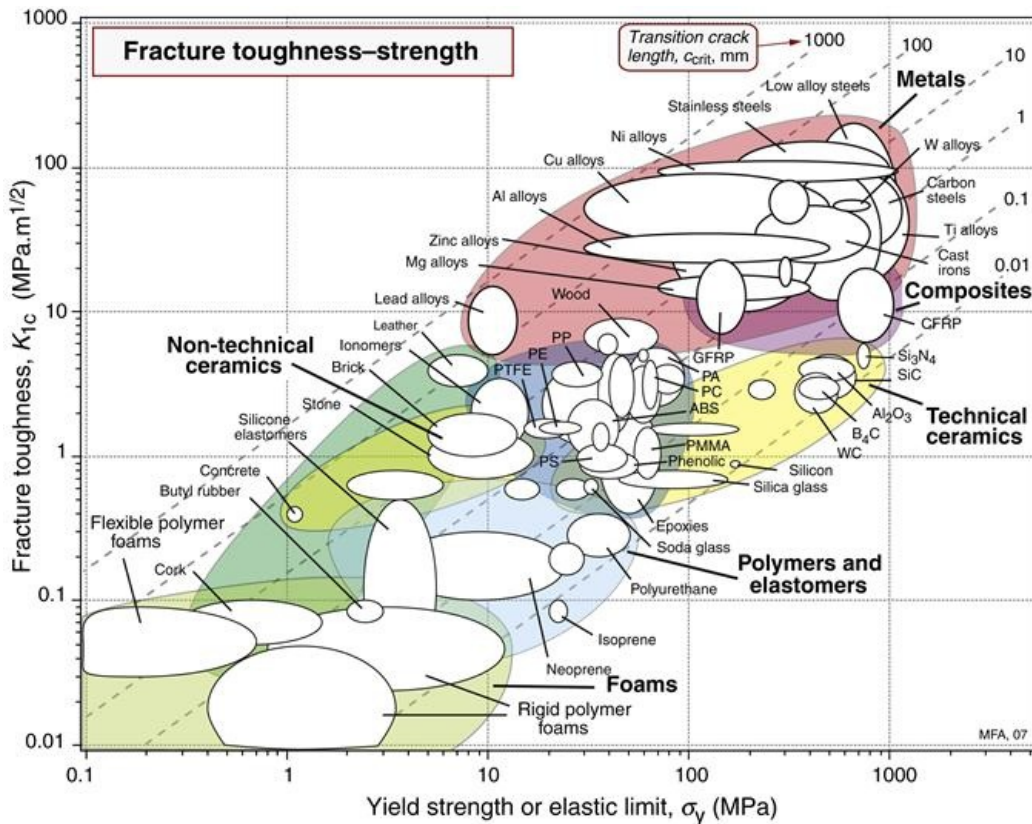 1000
Fracture toughness–strength
Transition crack
length, c_crit, mm
1000
100
10
1
0.1
0.01
Metals
Low alloy steels
Stainless steels
Ni alloys
W alloys
Cu alloys
Carbon
steels
Al alloys
Ti alloys
Zinc alloys
Cast
irons
Mg alloys
Composites
Lead alloys
Wood
CFRP
Leather
Non-technical
ceramics
Ionomers
PP
GFRP
Si3N4
Brick
PE
PTFE
PA
SiC
PC
Stone
ABS
Al2O3
Technical
ceramics
Silicone
elastomers
B4C
PMMA
WC
Concrete
PS
Phenolic
Silicon
Butyl rubber
Silica glass
Flexible polymer
foams
Epoxies
Soda glass
Polymers and
elastomers
Cork
Polyurethane
Isoprene
Neoprene
Foams
Rigid polymer
foams
MFA, 07
Fracture toughness, K1c (MPa.m^1/2)
100
10
1
0.1
0.01
0.1
1
10
100
1000
Yield strength or elastic limit, σy (MPa)